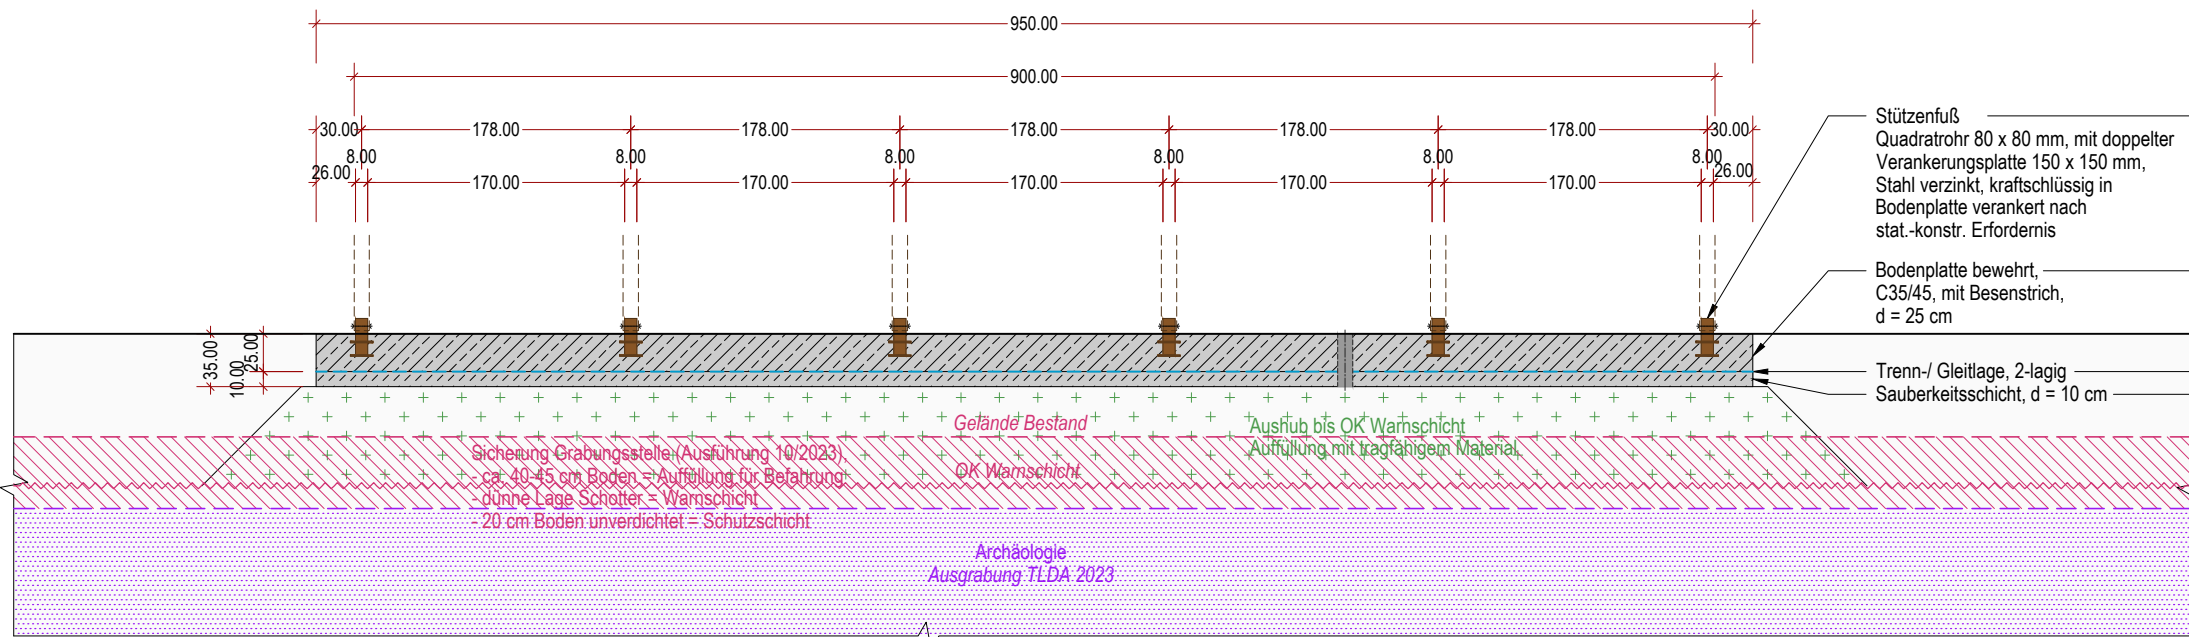 950.00
900.00
30.00 178.00 178.00 178.00 178.00 178.00 30.00
8.00 8.00 8.00 8.00 8.00 8.00
26.00 170.00 170.00 170.00 170.00 170.00 26.00
Stützenfuß
Quadratrohr 80 x 80 mm, mit doppelter
Verankerungsplatte 150 x 150 mm,
Stahl verzinkt, kraftschlüssig in
Bodenplatte verankert nach
stat.-konstr. Erfordernis
Bodenplatte bewehrt,
C35/45, mit Besenstrich,
d = 25 cm
35.00
10.00
25.00
Trenn-/ Gleitlage, 2-lagig
Sauberkeitsschicht, d = 10 cm
Gelände Bestand
Aushub bis OK Warnschicht
Auffüllung mit tragfähigem Material
Sicherung Grabungsstelle (Ausführung 10/2023),
- ca. 40-45 cm Boden = Auffüllung für Befahrung
- dünne Lage Schotter = Warnschicht
- 20 cm Boden unverdichtet = Schutzschicht
OK Warnschicht
Archäologie
Ausgrabung TLDA 2023